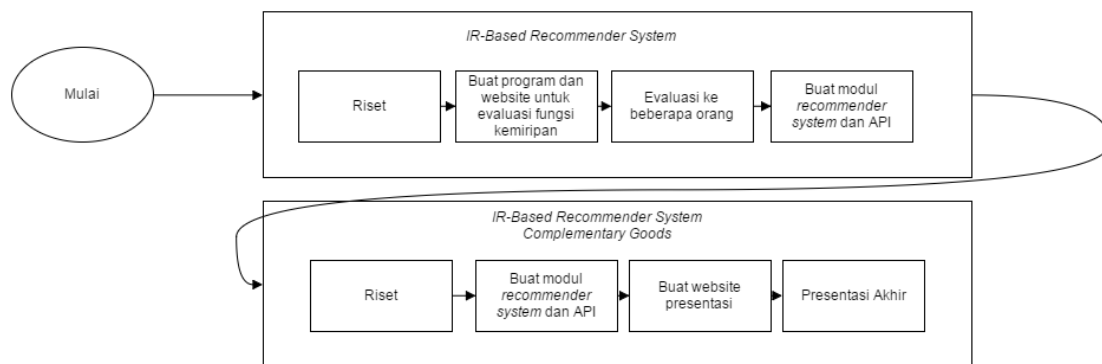 IR-Based Recommender System
Mulai
Riset
Buat program dan
website untuk
evaluasi fungsi
kemiripan
Evaluasi ke
beberapa orang
Buat modul
recommender
system dan API
IR-Based Recommender System
Complementary Goods
Riset
Buat modul
recommender
system dan API
Buat website
presentasi
Presentasi Akhir